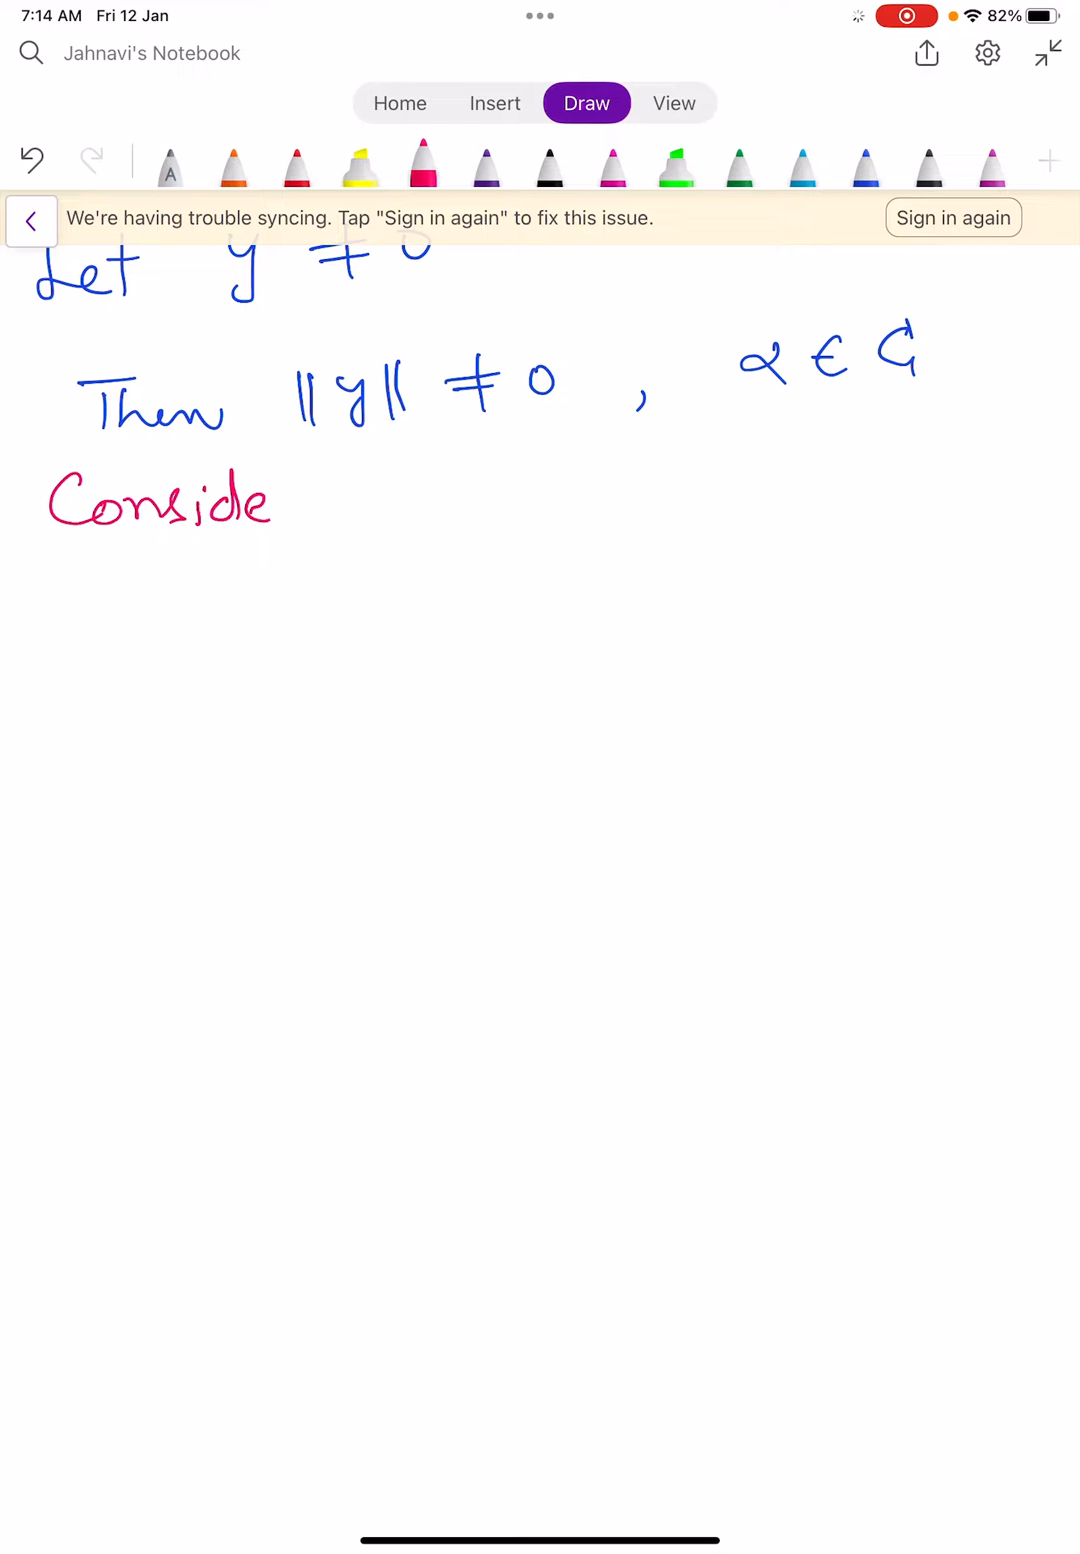 7:14 AM Fri 12 Jan 82%
Jahnavi's Notebook
Home Insert Draw View
A
We're having trouble syncing. Tap "Sign in again" to fix this issue. Sign in again
Let y ≠ 0
Then ||y|| ≠ 0 , α ∈ ℂ
Conside